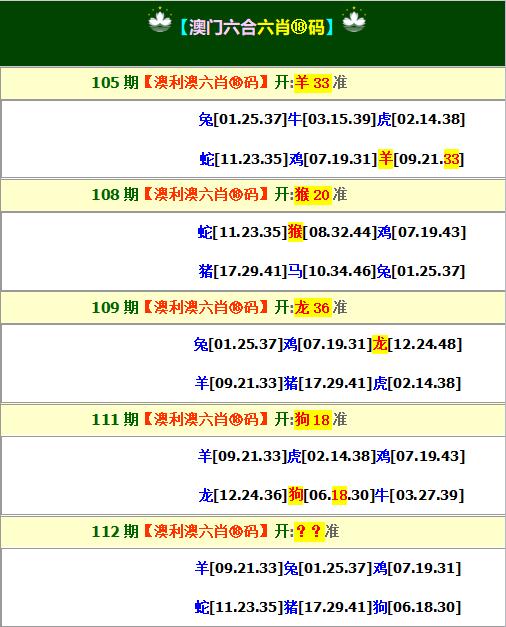 【澳门六合六肖⑱码】
105 期【澳利澳六肖⑱码】开:羊33准
兔[01.25.37]牛[03.15.39]虎[02.14.38]
蛇[11.23.35]鸡[07.19.31]羊[09.21.33]
108 期【澳利澳六肖⑱码】开:猴20准
蛇[11.23.35]猴[08.32.44]鸡[07.19.43]
猪[17.29.41]马[10.34.46]兔[01.25.37]
109 期【澳利澳六肖⑱码】开:龙36准
兔[01.25.37]鸡[07.19.31]龙[12.24.48]
羊[09.21.33]猪[17.29.41]虎[02.14.38]
111 期【澳利澳六肖⑱码】开:狗18准
羊[09.21.33]虎[02.14.38]鸡[07.19.43]
龙[12.24.36]狗[06.18.30]牛[03.27.39]
112 期【澳利澳六肖⑱码】开:？？准
羊[09.21.33]兔[01.25.37]鸡[07.19.31]
蛇[11.23.35]猪[17.29.41]狗[06.18.30]